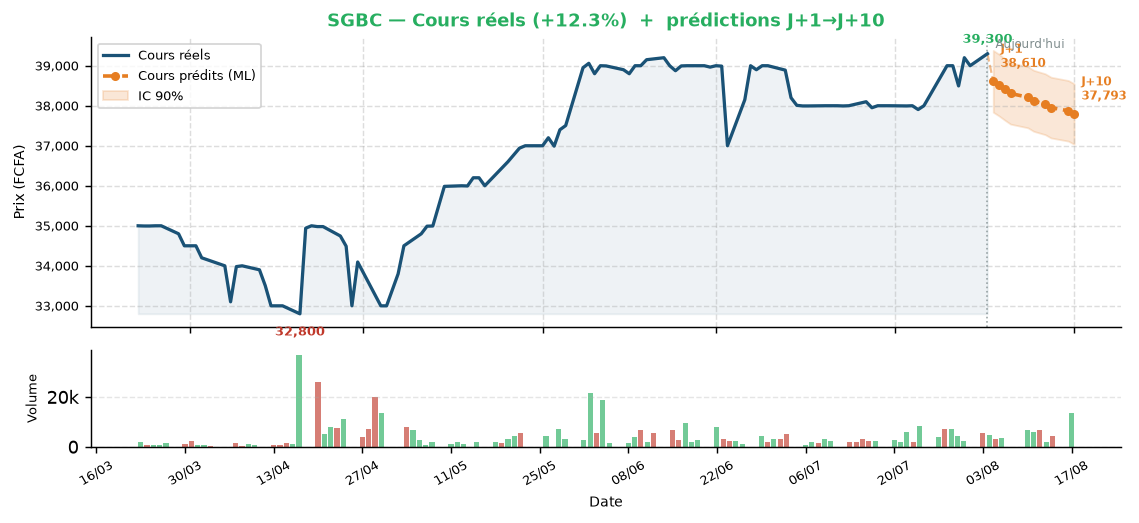 SGBC — Cours réels (+12.3%)  +  prédictions J+1→J+10
Cours réels
Cours prédits (ML)
IC 90%
39,300
Aujourd'hui
J+1
38,610
J+10
37,793
32,800
Prix (FCFA)
39,000
38,000
37,000
36,000
35,000
34,000
33,000
Volume
20k
0
16/03
30/03
13/04
27/04
11/05
25/05
08/06
22/06
06/07
20/07
03/08
17/08
Date